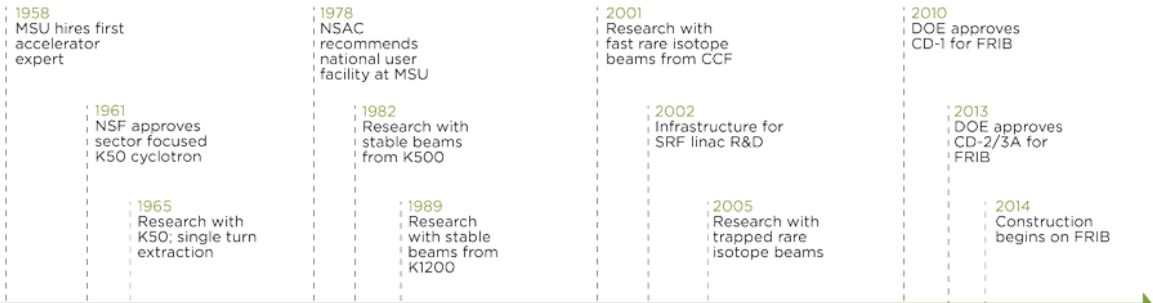 1958
MSU hires first
accelerator
expert
1961
NSF approves
sector focused
K50 cyclotron
1965
Research with
K50; single turn
extraction
1978
NSAC
recommends
national user
facility at MSU
1982
Research with
stable beams
from K500
1989
Research
with stable
beams from
K1200
2001
Research with
fast rare isotope
beams from CCF
2002
Infrastructure for
SRF linac R&D
2005
Research with
trapped rare
isotope beams
2010
DOE approves
CD-1 for FRIB
2013
DOE approves
CD-2/3A for
FRIB
2014
Construction
begins on FRIB